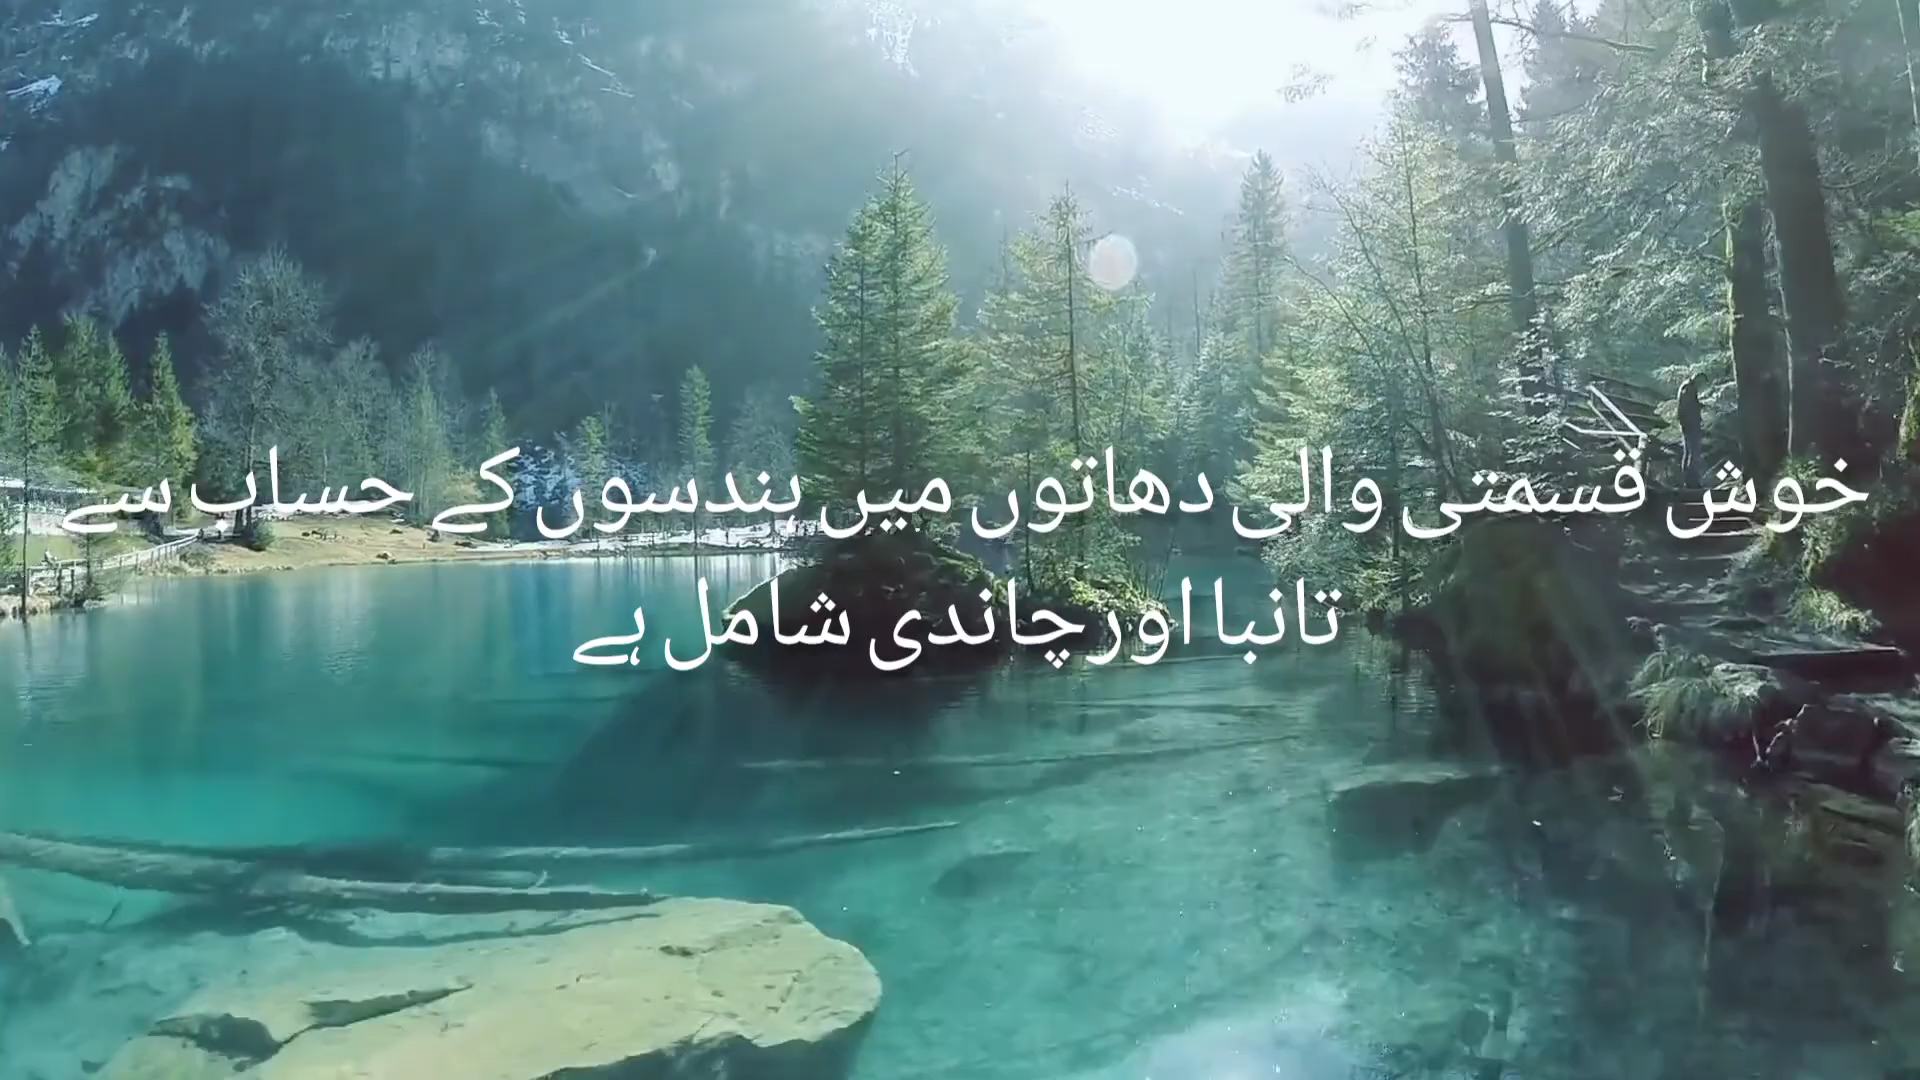 خوش قسمتی والی دھاتوں میں ہندسوں کے حساب سے
تانبا اور چاندی شامل ہے